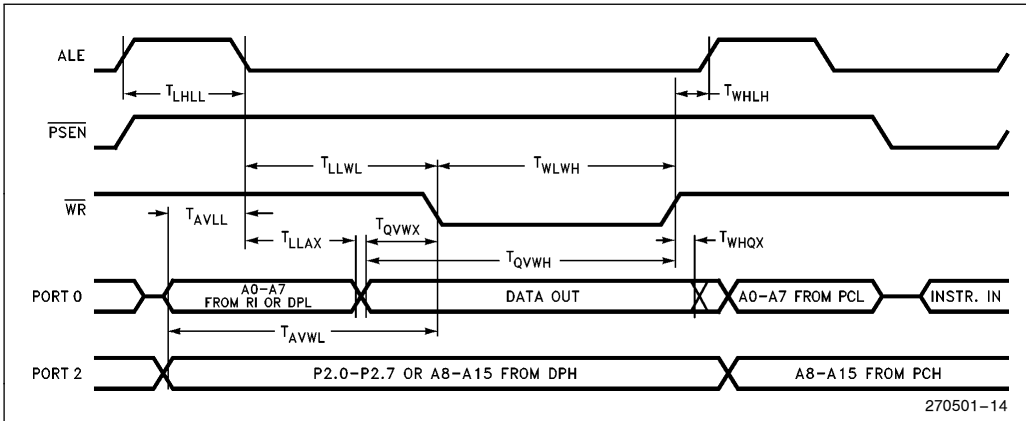 ALE
TLHLL
TWHLH
PSEN
TLLWL
TWLWH
WR
TAVLL
TQVWX
TLLAX
TWHQX
TQVWH
PORT 0
A0-A7
FROM RI OR DPL
DATA OUT
A0-A7 FROM PCL
INSTR. IN
TAVWL
PORT 2
P2.0-P2.7 OR A8-A15 FROM DPH
A8-A15 FROM PCH
270501-14